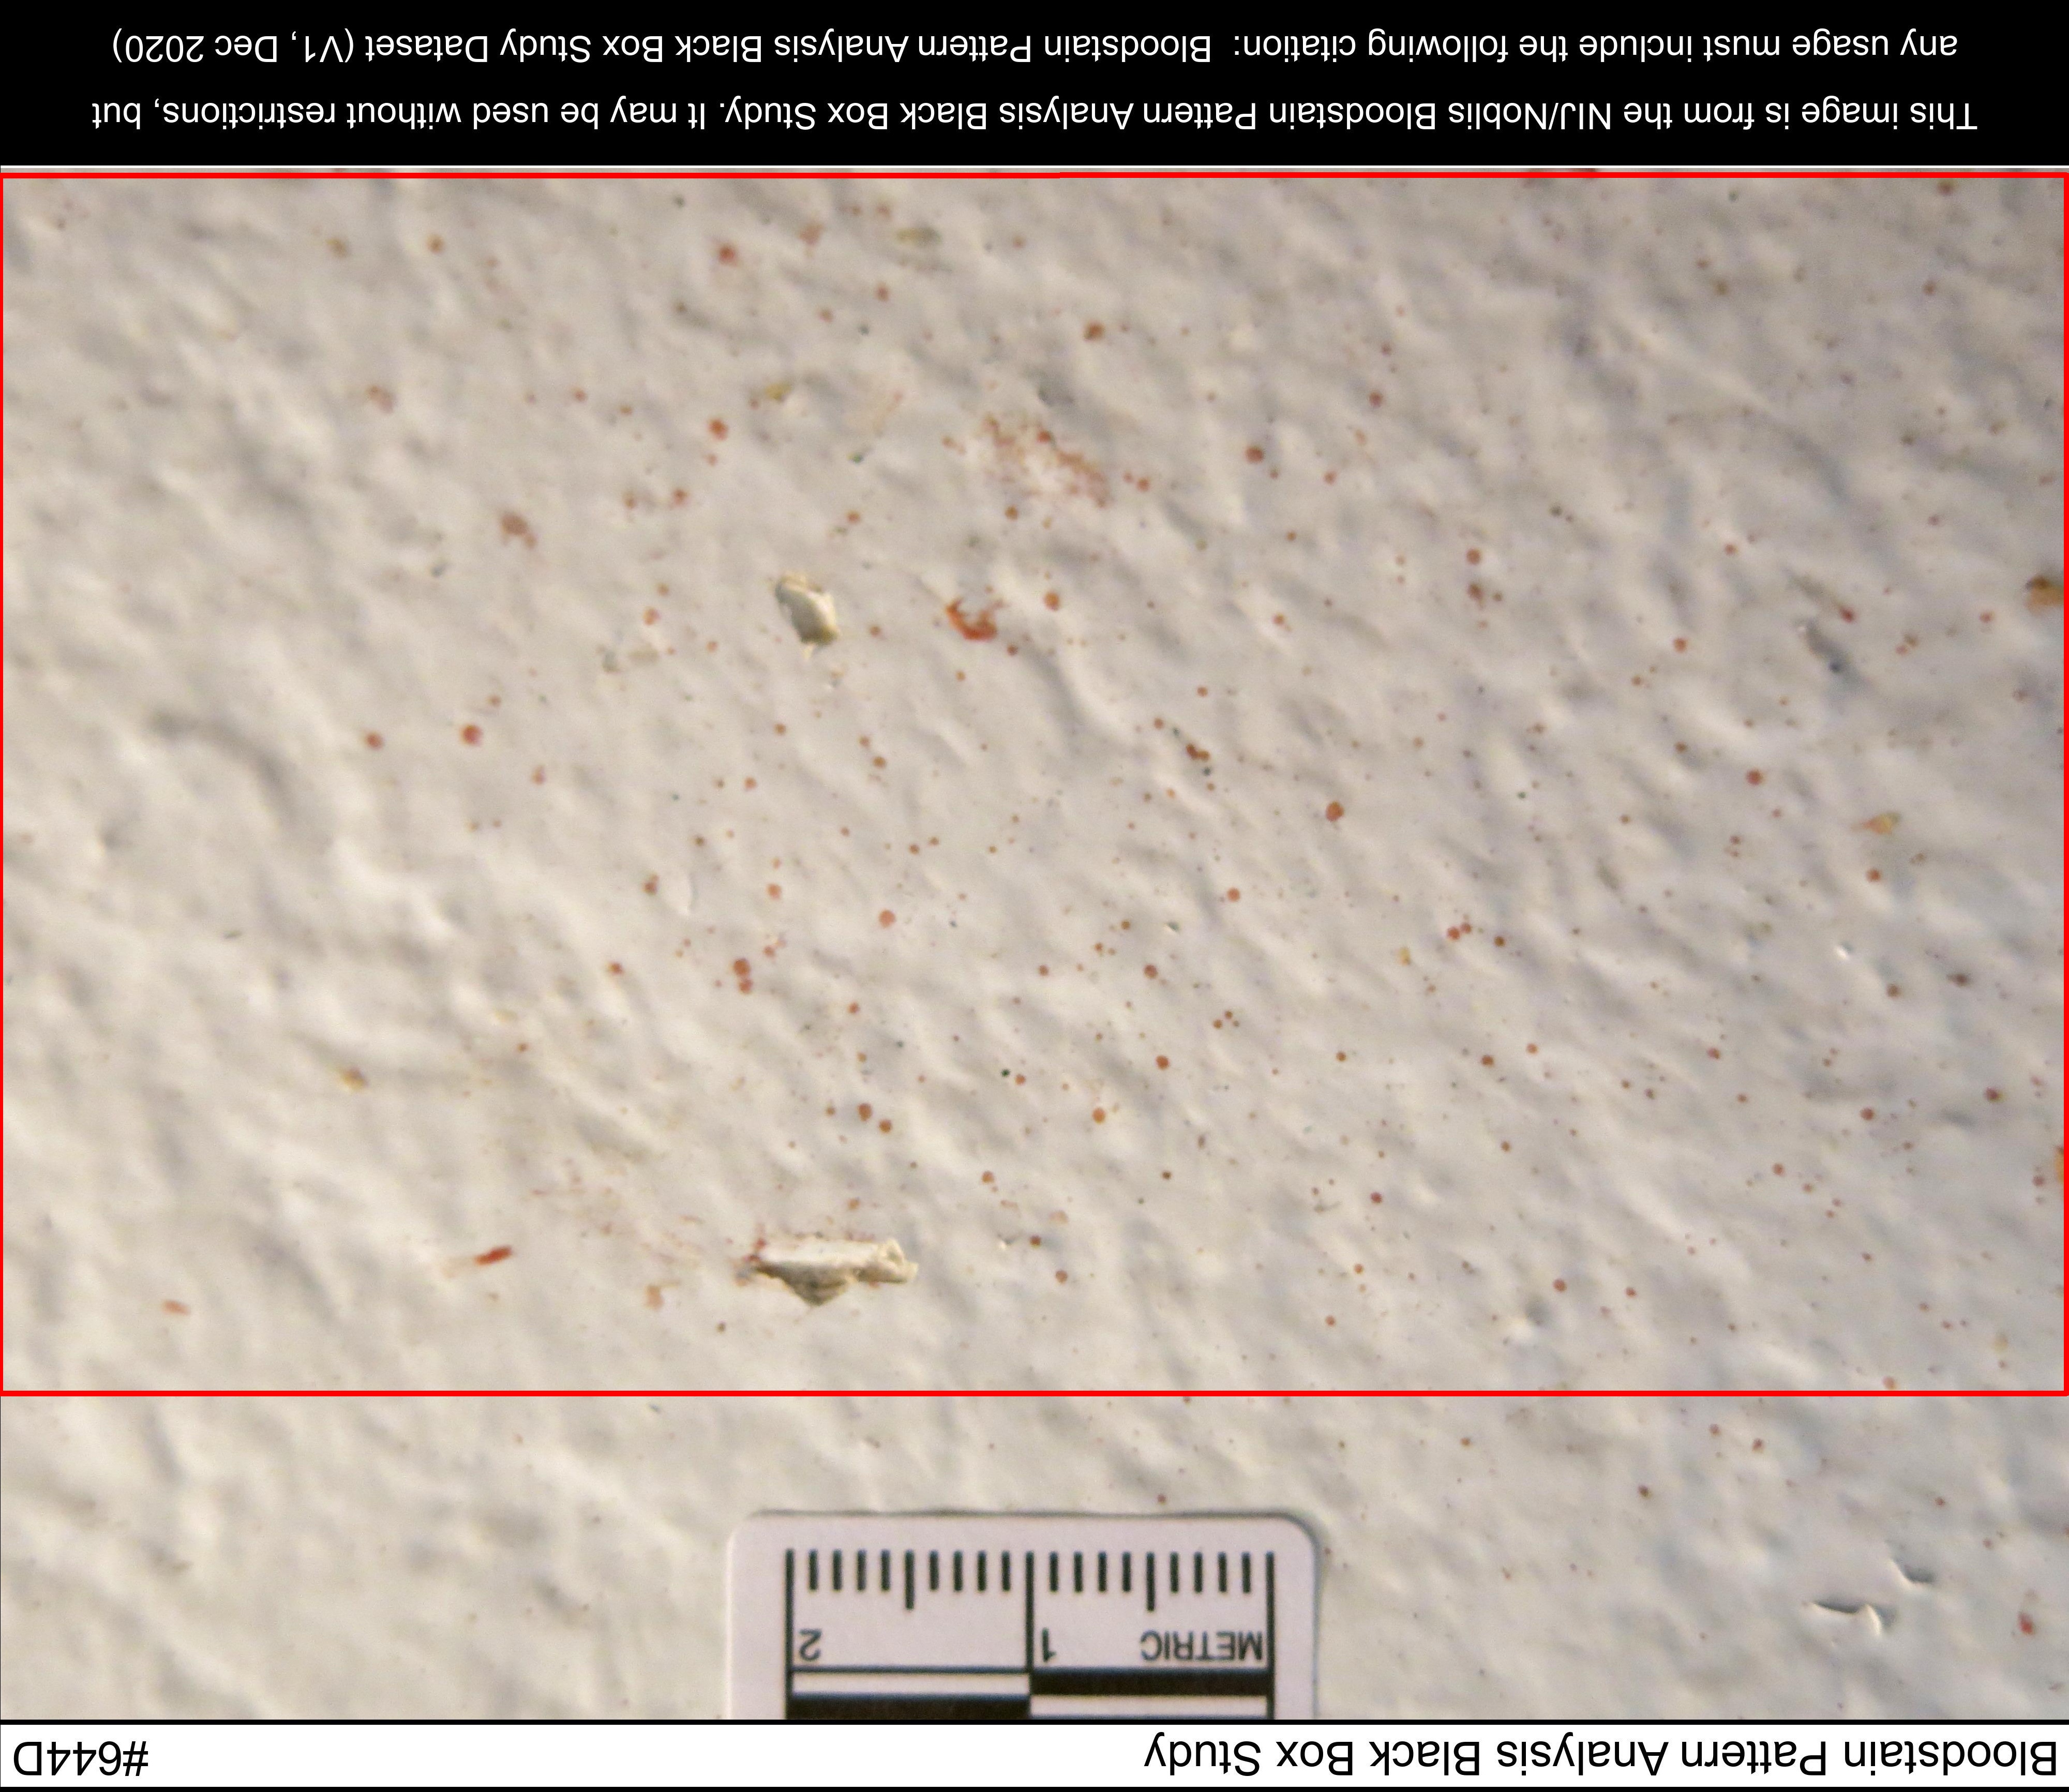 Bloodstain Pattern Analysis Black Box Study #644D
METRIC 1 2
This image is from the NIJ/Noblis Bloodstain Pattern Analysis Black Box Study. It may be used without restrictions, but
any usage must include the following citation: Bloodstain Pattern Analysis Black Box Study Dataset (V1, Dec 2020)